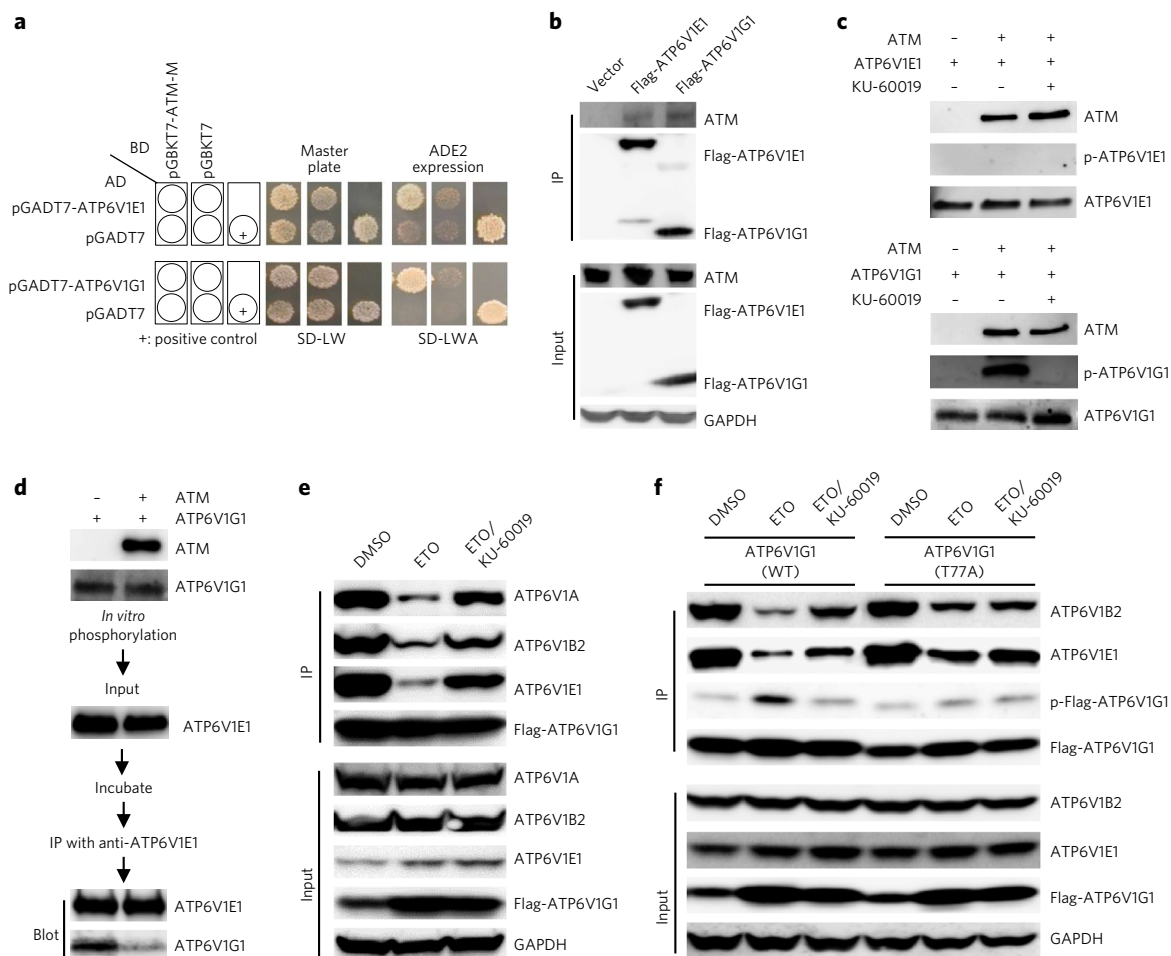 a
BD
pGBKT7-ATM-M
pGBKT7
AD
Master plate
ADE2 expression
pGADT7-ATP6V1E1
pGADT7
+
pGADT7-ATP6V1G1
pGADT7
+
+: positive control
SD-LW
SD-LWA
b
Vector
Flag-ATP6V1E1
Flag-ATP6V1G1
IP
ATM
Flag-ATP6V1E1
Flag-ATP6V1G1
Input
ATM
Flag-ATP6V1E1
Flag-ATP6V1G1
GAPDH
c
ATM – + +
ATP6V1E1 + + +
KU-60019 – – +
ATM
p-ATP6V1E1
ATP6V1E1
ATM – + +
ATP6V1G1 + + +
KU-60019 – – +
ATM
p-ATP6V1G1
ATP6V1G1
d
– + ATM
+ + ATP6V1G1
ATM
ATP6V1G1
In vitro
phosphorylation
Input
ATP6V1E1
Incubate
IP with anti-ATP6V1E1
Blot
ATP6V1E1
ATP6V1G1
e
DMSO
ETO
ETO/
KU-60019
IP
ATP6V1A
ATP6V1B2
ATP6V1E1
Flag-ATP6V1G1
Input
ATP6V1A
ATP6V1B2
ATP6V1E1
Flag-ATP6V1G1
GAPDH
f
DMSO
ETO
ETO/
KU-60019
DMSO
ETO
ETO/
KU-60019
ATP6V1G1
(WT)
ATP6V1G1
(T77A)
IP
ATP6V1B2
ATP6V1E1
p-Flag-ATP6V1G1
Flag-ATP6V1G1
Input
ATP6V1B2
ATP6V1E1
Flag-ATP6V1G1
GAPDH